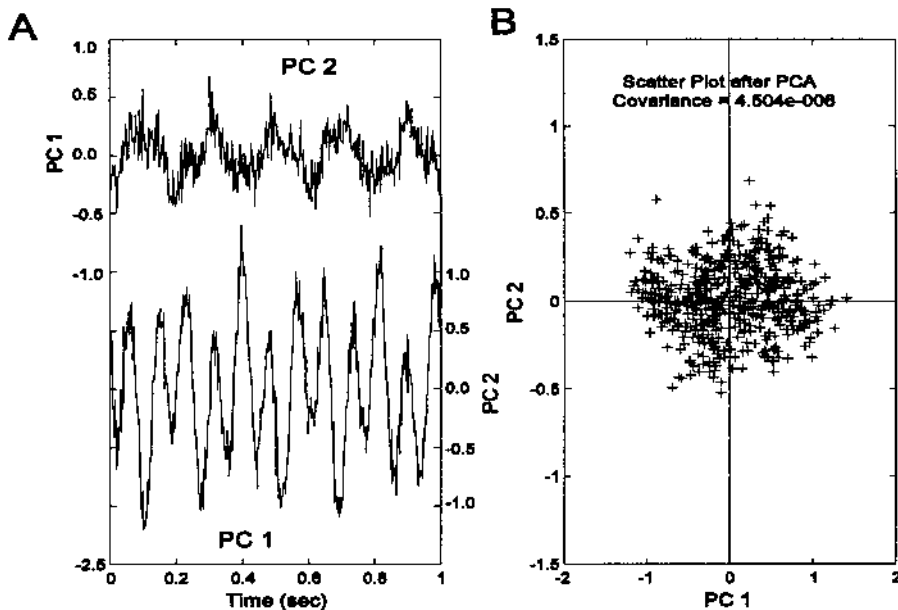 A
1.0
0.5
0.0
-0.5
-1.0
-2.5
PC 1
PC 2
1.0
0.5
0.0
-0.5
-1.0
PC 2
PC 1
0 0.2 0.4 0.6 0.8 1
Time (sec)
B
1.5
1
0.5
0
-0.5
-1
-1.5
PC 2
Scatter Plot after PCA
Covariance = 4.504e-006
-2 -1 0 1 2
PC 1